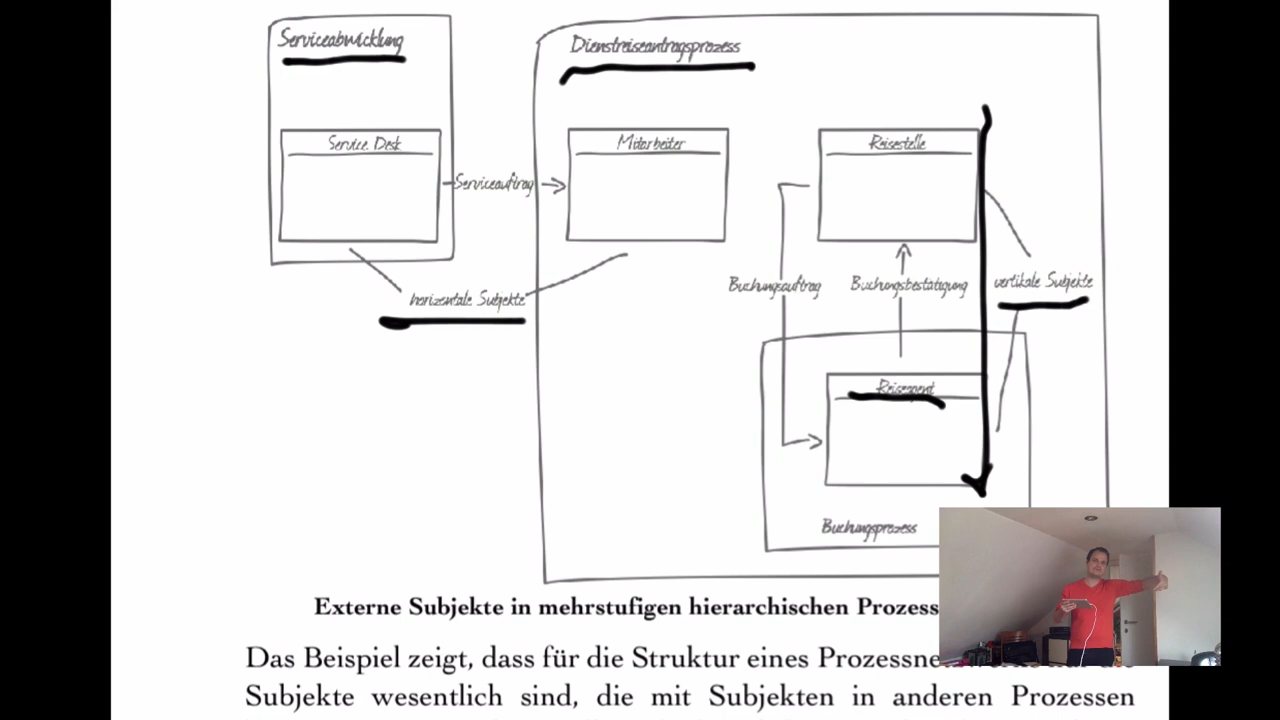 Serviceabwicklung
Dienstreiseantragsprozess
Service Desk
Mitarbeiter
Reisestelle
Serviceauftrag
Buchungsauftrag
Buchungsbestätigung
vertikale Subjekte
horizontale Subjekte
Reiseagent
Buchungsprozess
Externe Subjekte in mehrstufigen hierarchischen Prozess
Das Beispiel zeigt, dass für die Struktur eines Prozessne
Subjekte wesentlich sind, die mit Subjekten in anderen Prozessen